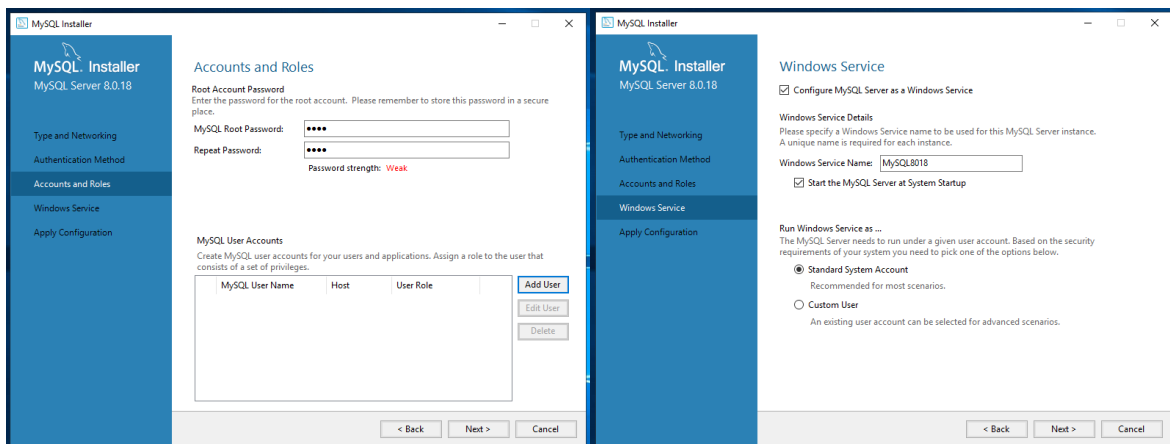 MySQL Installer
MySQL. Installer
MySQL Server 8.0.18
Type and Networking
Authentication Method
Accounts and Roles
Windows Service
Apply Configuration
Accounts and Roles
Root Account Password
Enter the password for the root account. Please remember to store this password in a secure
place.
MySQL Root Password: ••••
Repeat Password: ••••
Password strength: Weak
MySQL User Accounts
Create MySQL user accounts for your users and applications. Assign a role to the user that
consists of a set of privileges.
MySQL User Name Host User Role
Add User
Edit User
Delete
< Back Next > Cancel
MySQL Installer
MySQL. Installer
MySQL Server 8.0.18
Type and Networking
Authentication Method
Accounts and Roles
Windows Service
Apply Configuration
Windows Service
Configure MySQL Server as a Windows Service
Windows Service Details
Please specify a Windows Service name to be used for this MySQL Server instance.
A unique name is required for each instance.
Windows Service Name: MySQL8018
Start the MySQL Server at System Startup
Run Windows Service as ...
The MySQL Server needs to run under a given user account. Based on the security
requirements of your system you need to pick one of the options below.
Standard System Account
Recommended for most scenarios.
Custom User
An existing user account can be selected for advanced scenarios.
< Back Next > Cancel